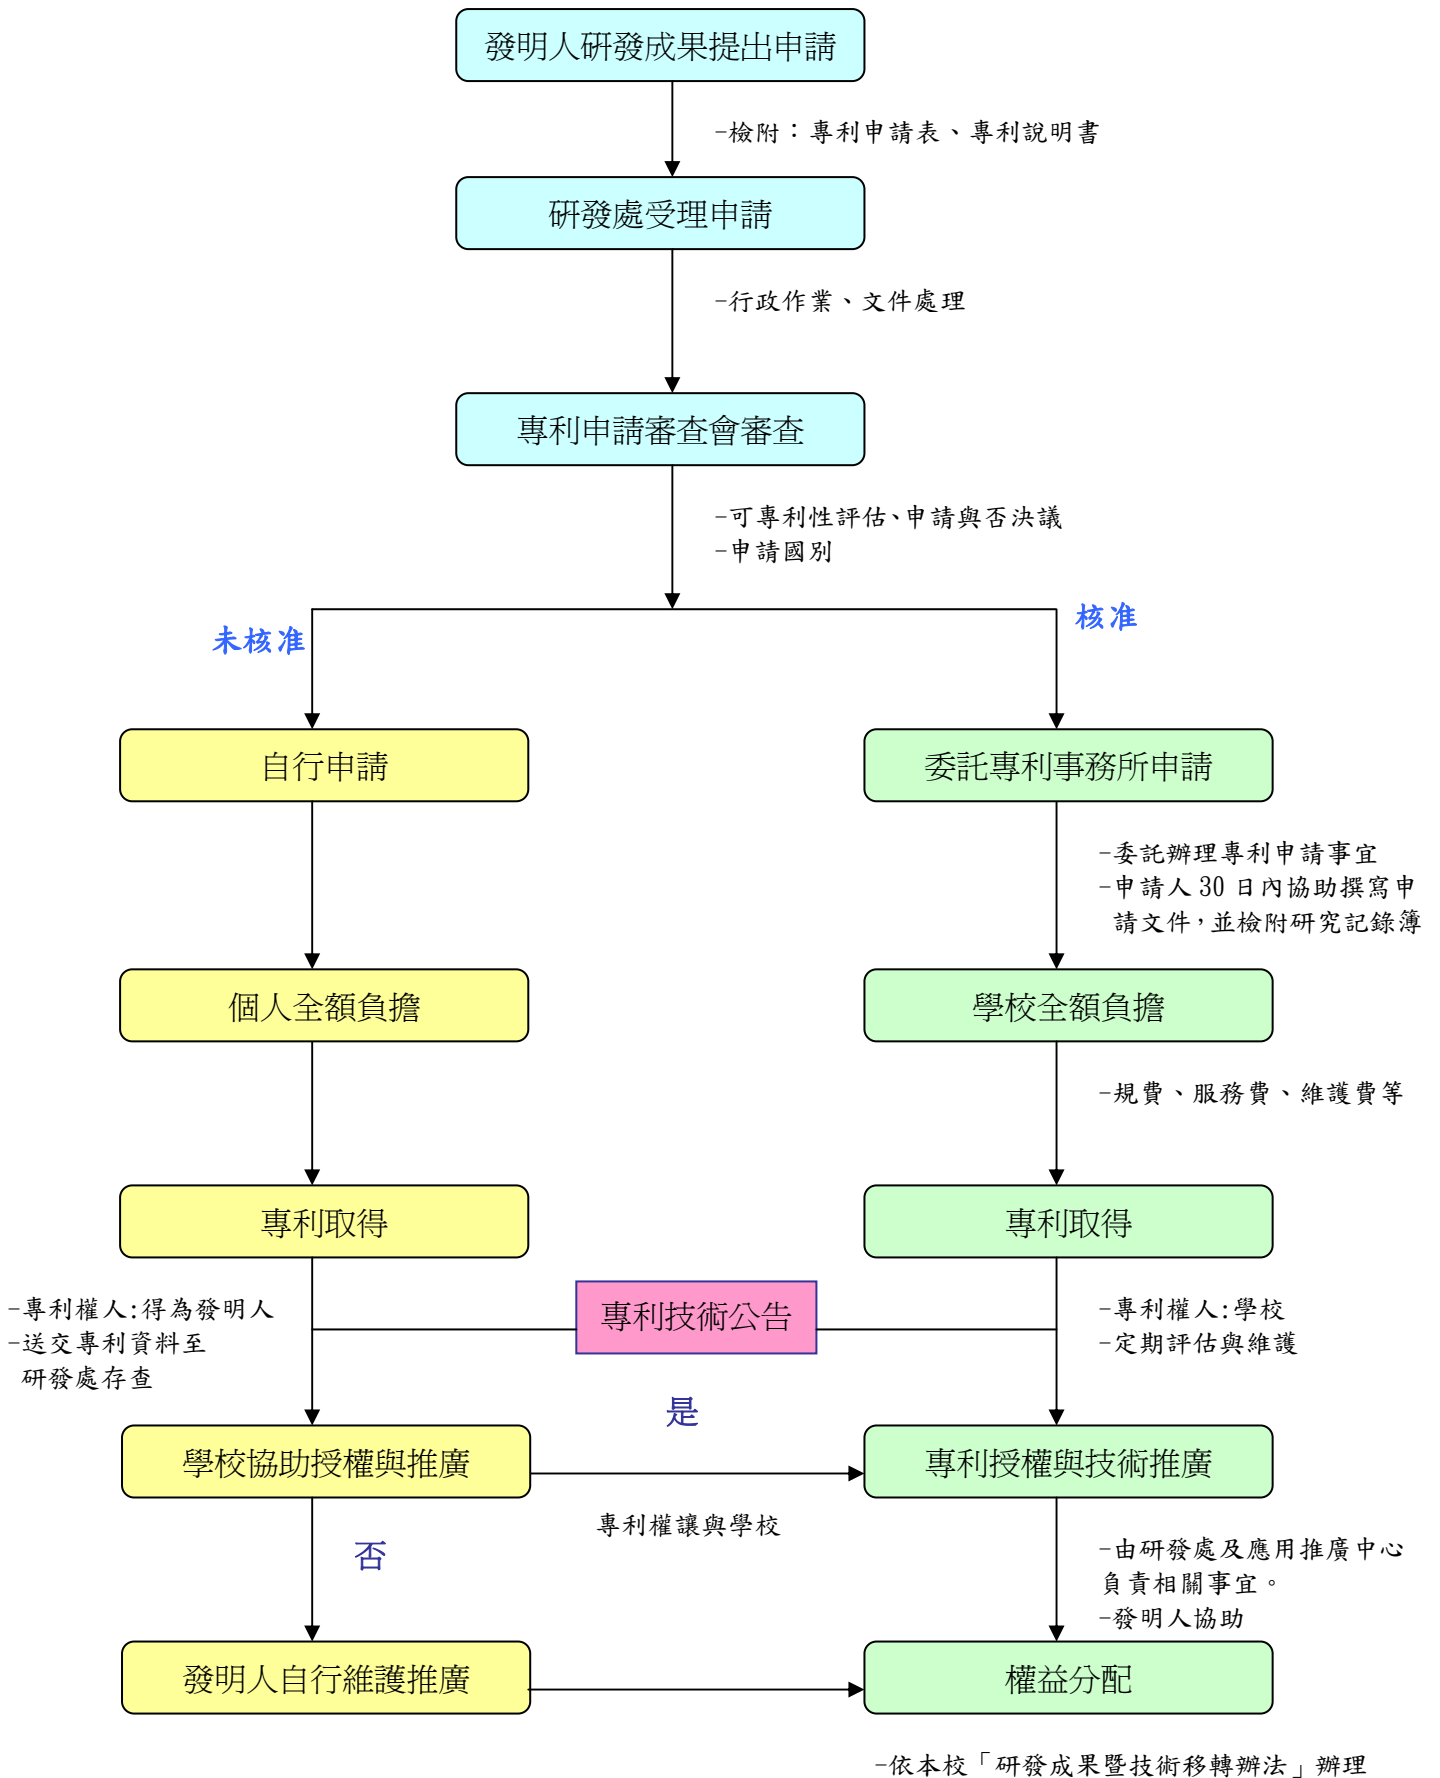 發明人研發成果提出申請
-檢附：專利申請表、專利說明書
研發處受理申請
-行政作業、文件處理
專利申請審查會審查
-可專利性評估、申請與否決議
-申請國別
未核准
核准
自行申請
委託專利事務所申請
-委託辦理專利申請事宜
-申請人 30 日內協助撰寫申
請文件，並檢附研究記錄簿
個人全額負擔
學校全額負擔
-規費、服務費、維護費等
專利取得
專利取得
-專利權人:得為發明人
-送交專利資料至
研發處存查
專利技術公告
-專利權人:學校
-定期評估與維護
是
學校協助授權與推廣
專利授權與技術推廣
專利權讓與學校
否
-由研發處及應用推廣中心
負責相關事宜。
-發明人協助
發明人自行維護推廣
權益分配
-依本校「研發成果暨技術移轉辦法」辦理